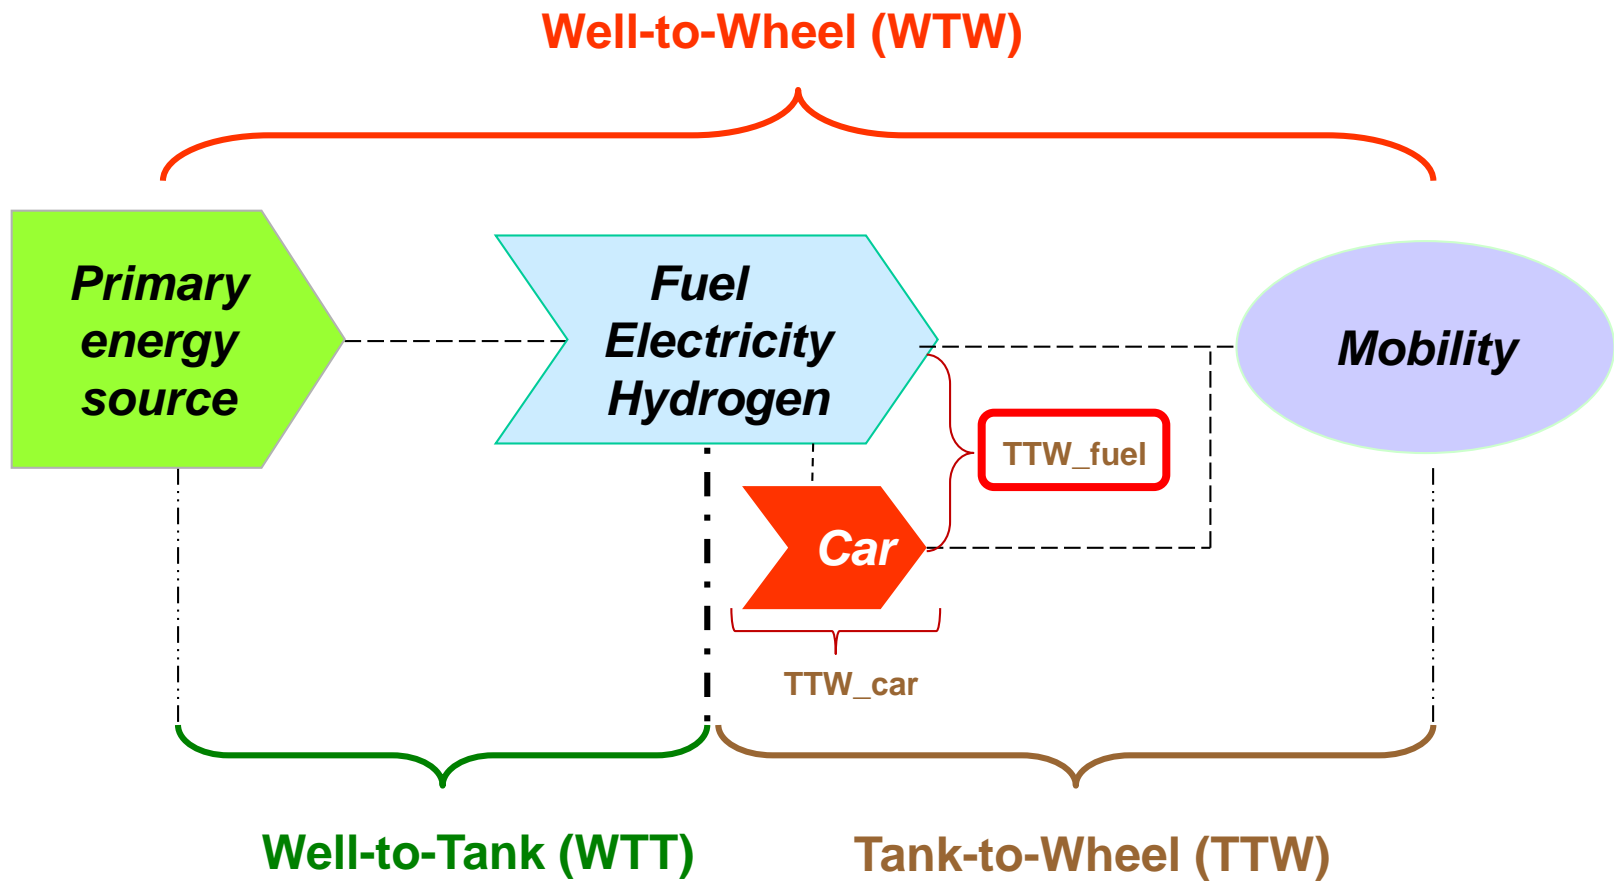 Well-to-Wheel (WTW)
Primary
energy
source
Fuel
Electricity
Hydrogen
Mobility
TTW_fuel
Car
TTW_car
Well-to-Tank (WTT)
Tank-to-Wheel (TTW)